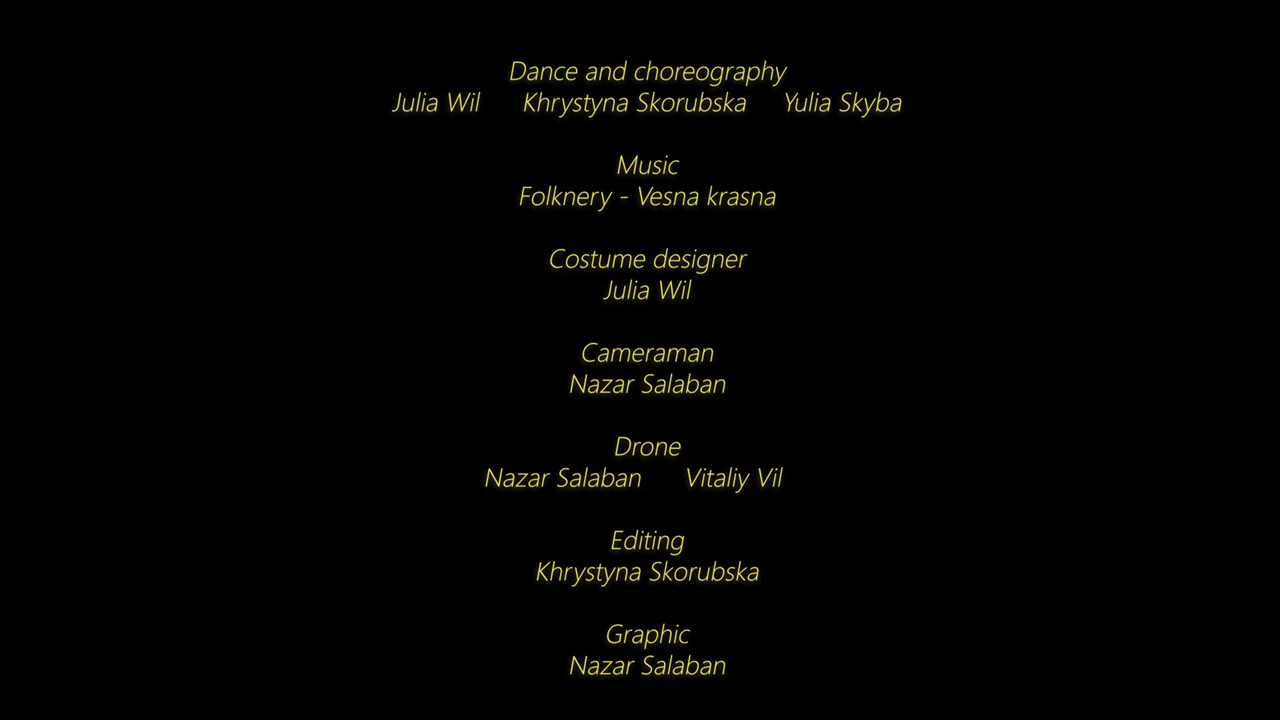 Dance and choreography
Julia Wil Khrystyna Skorubska Yulia Skyba
Music
Folknery - Vesna krasna
Costume designer
Julia Wil
Cameraman
Nazar Salaban
Drone
Nazar Salaban Vitaliy Vil
Editing
Khrystyna Skorubska
Graphic
Nazar Salaban